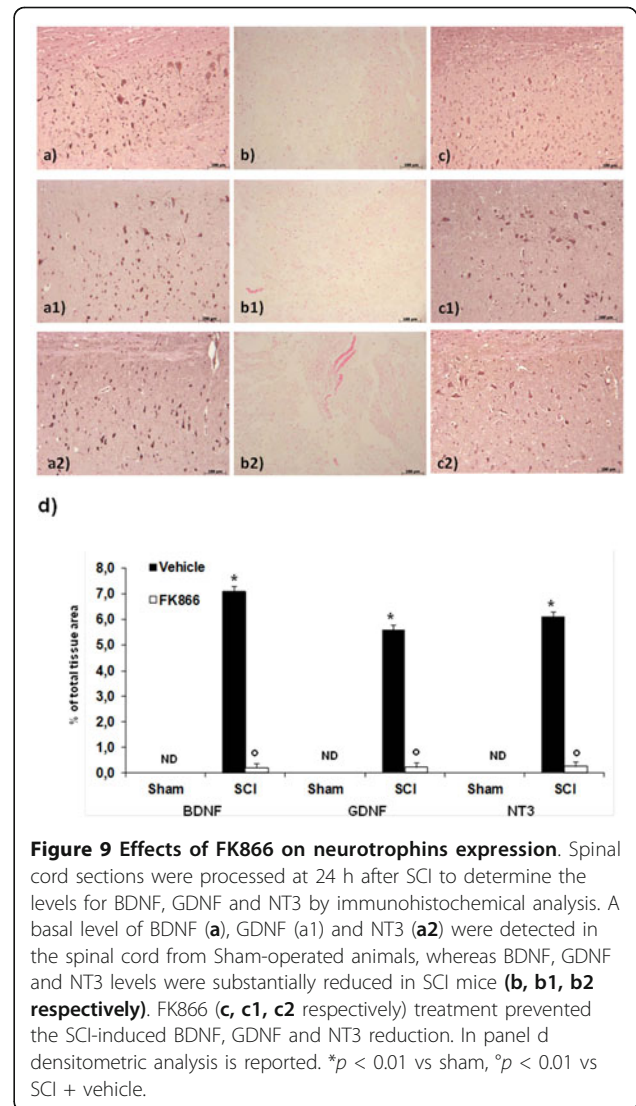 a)
b)
c)
a1)
b1)
c1)
a2)
b2)
c2)
d)
% of total tissue area
8,0
7,0
6,0
5,0
4,0
3,0
2,0
1,0
0,0
Vehicle
FK866
* * *
ND ° ND ° ND °
Sham SCI Sham SCI Sham SCI
BDNF GDNF NT3
Figure 9 Effects of FK866 on neurotrophins expression. Spinal
cord sections were processed at 24 h after SCI to determine the
levels for BDNF, GDNF and NT3 by immunohistochemical analysis. A
basal level of BDNF (a), GDNF (a1) and NT3 (a2) were detected in
the spinal cord from Sham-operated animals, whereas BDNF, GDNF
and NT3 levels were substantially reduced in SCI mice (b, b1, b2
respectively). FK866 (c, c1, c2 respectively) treatment prevented
the SCI-induced BDNF, GDNF and NT3 reduction. In panel d
densitometric analysis is reported. *p < 0.01 vs sham, °p < 0.01 vs
SCI + vehicle.